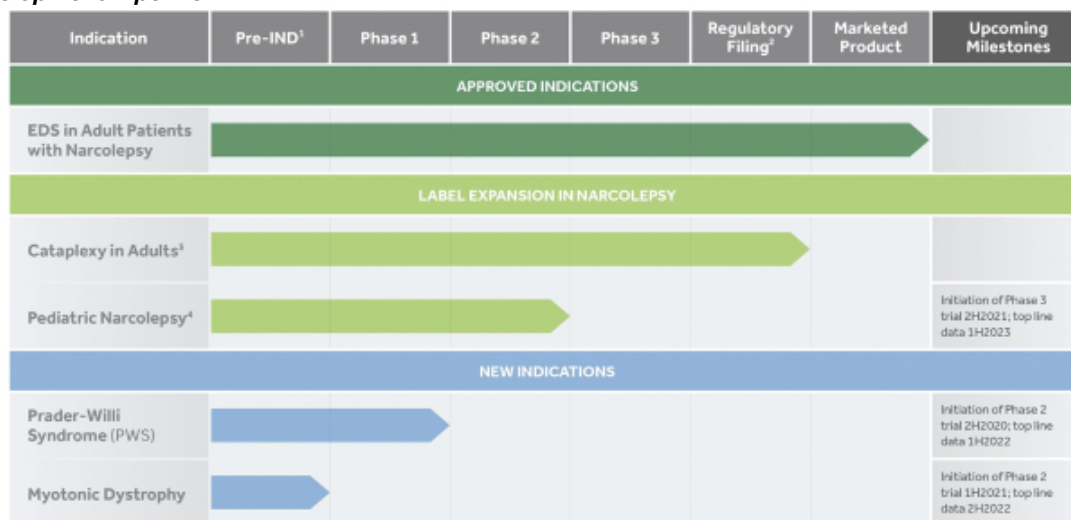 Indication Pre-IND¹ Phase 1 Phase 2 Phase 3 Regulatory Filing² Marketed Product Upcoming Milestones
APPROVED INDICATIONS
EDS in Adult Patients
with Narcolepsy
LABEL EXPANSION IN NARCOLEPSY
Cataplexy in Adults³
Pediatric Narcolepsy⁴
Initiation of Phase 3
trial 2H2021; top line
data 1H2023
NEW INDICATIONS
Prader-Willi
Syndrome (PWS)
Initiation of Phase 2
trial 2H2020; top line
data 1H2022
Myotonic Dystrophy
Initiation of Phase 2
trial 1H2021; top line
data 2H2022